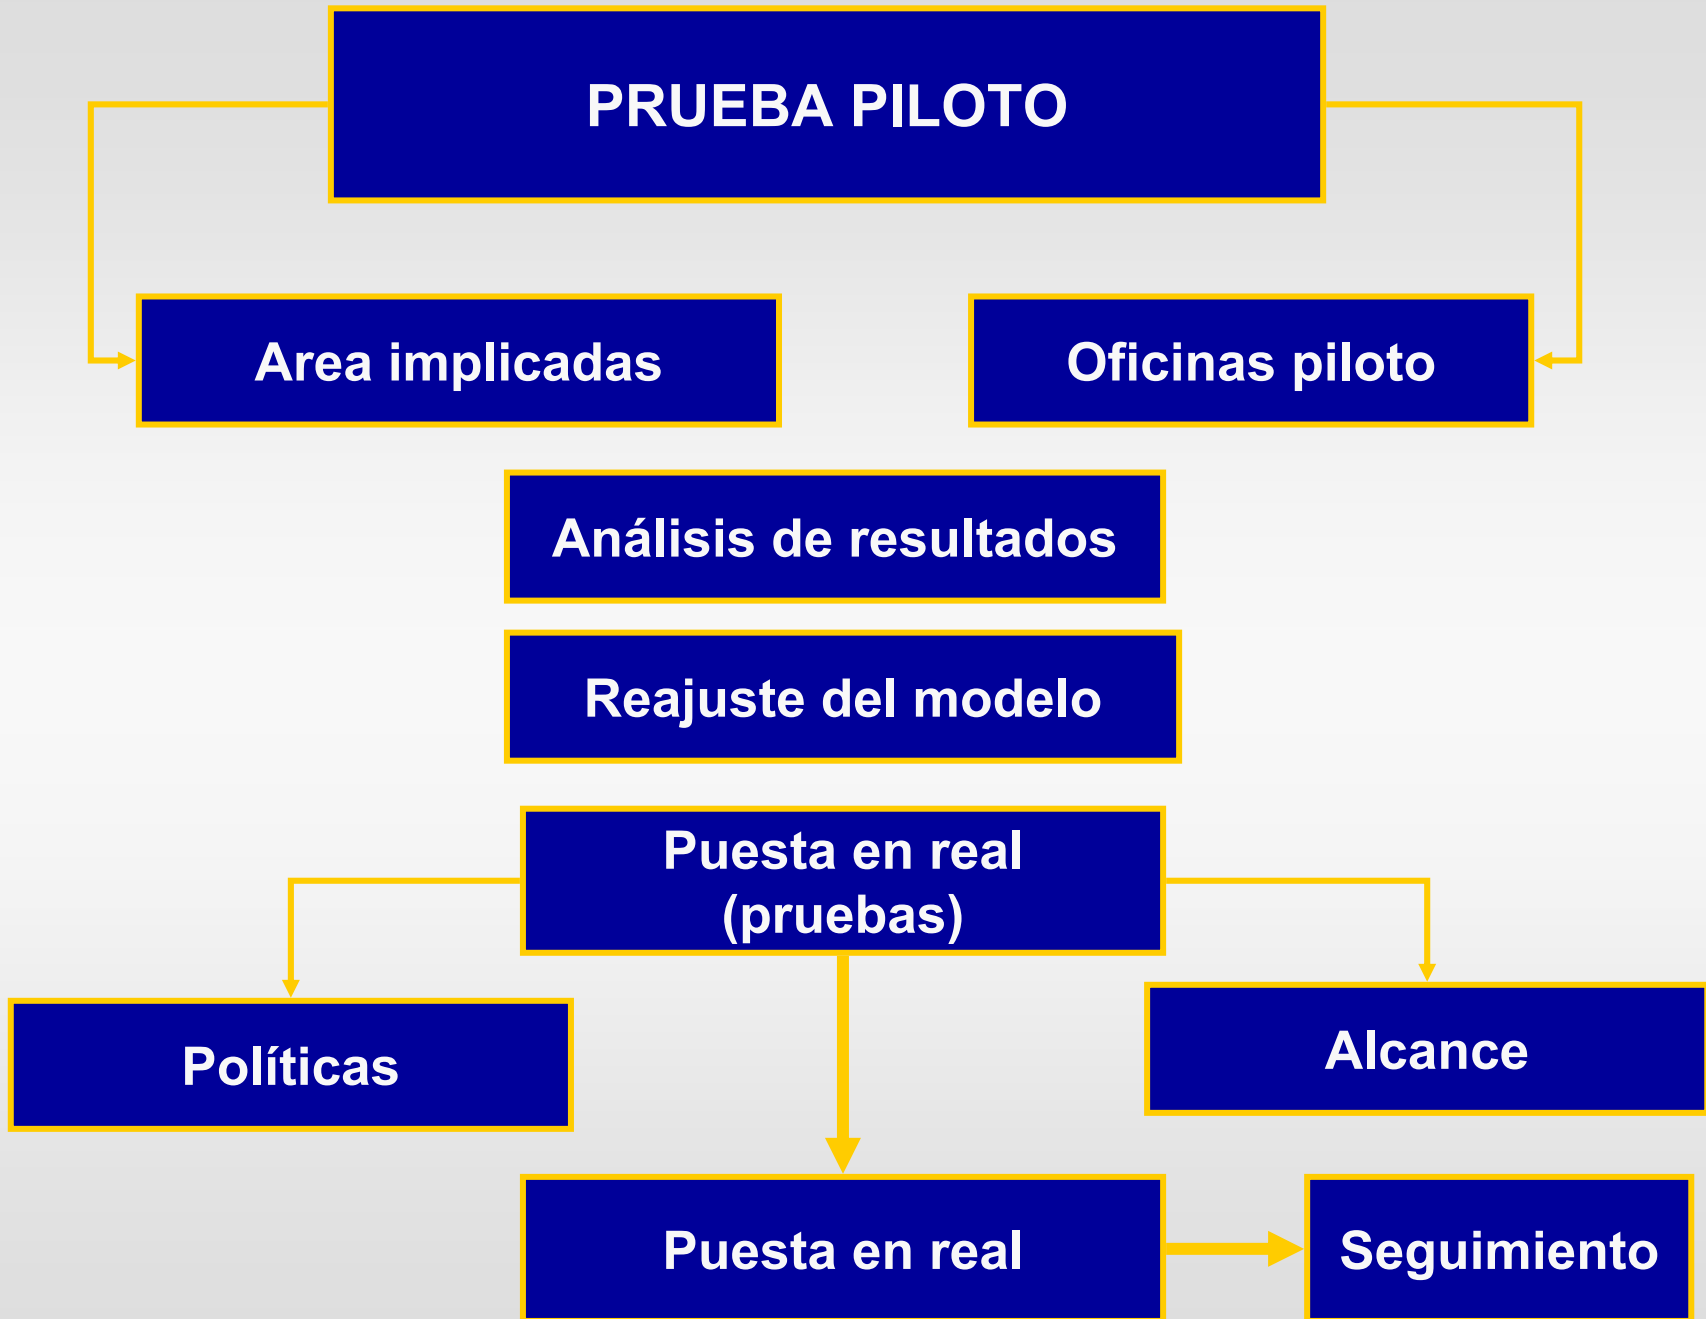 PRUEBA PILOTO
Area implicadas
Oficinas piloto
Análisis de resultados
Reajuste del modelo
Puesta en real
(pruebas)
Políticas
Alcance
Puesta en real
Seguimiento